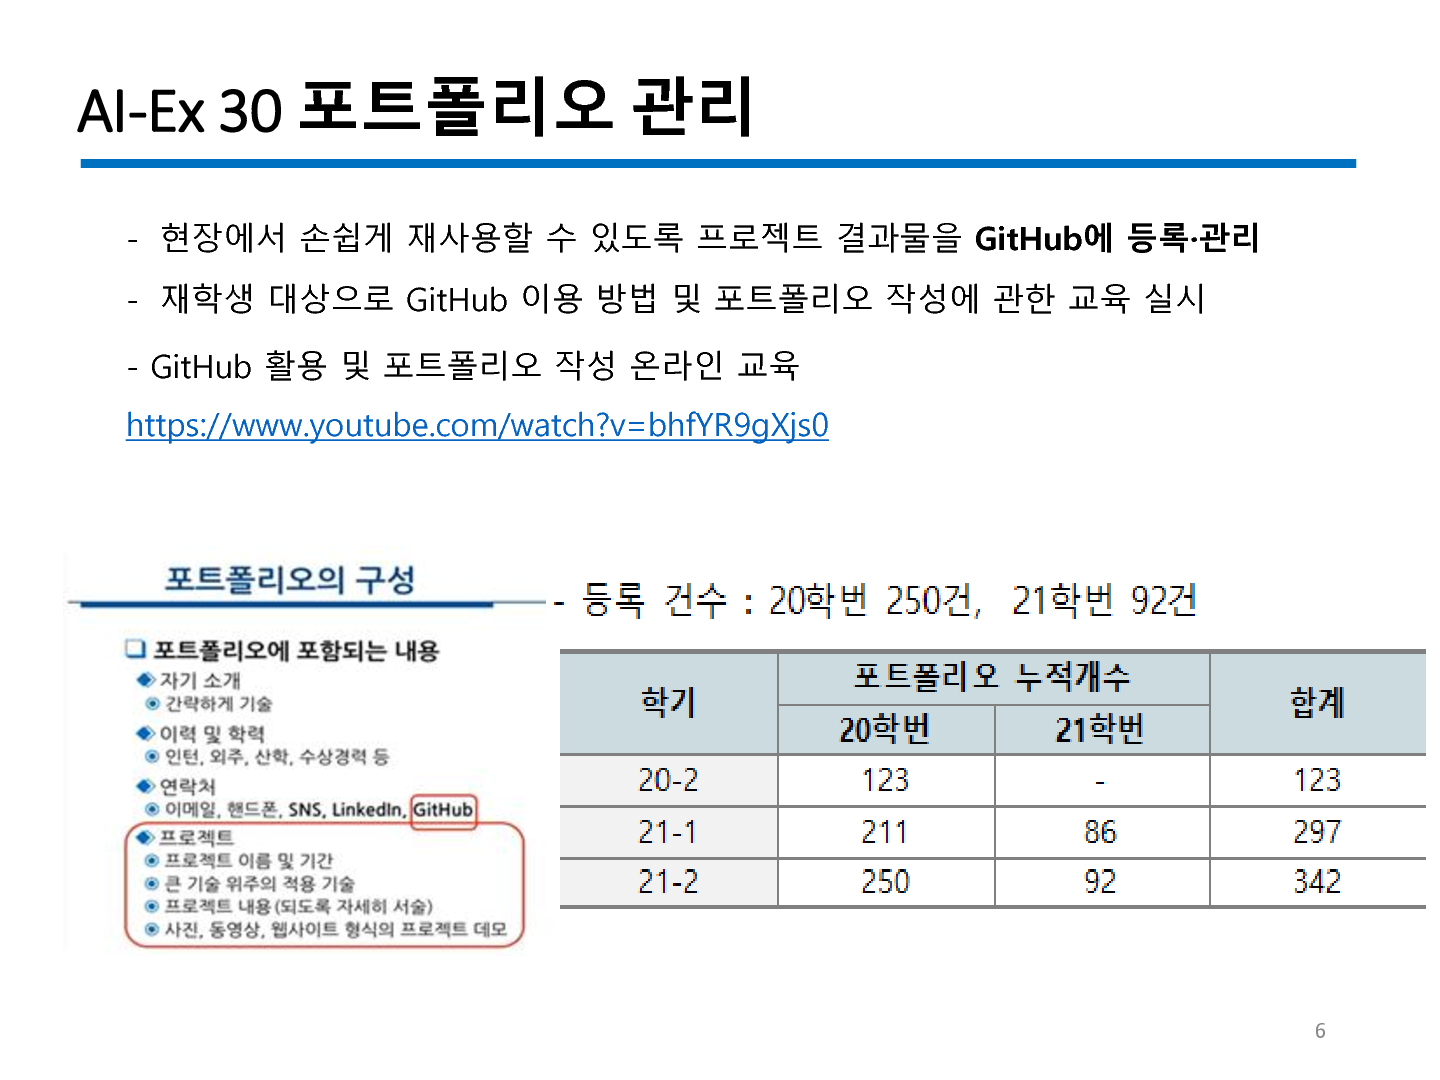 AI-Ex 30 포트폴리오 관리
- 현장에서 손쉽게 재사용할 수 있도록 프로젝트 결과물을 GitHub에 등록·관리
- 재학생 대상으로 GitHub 이용 방법 및 포트폴리오 작성에 관한 교육 실시
- GitHub 활용 및 포트폴리오 작성 온라인 교육
https://www.youtube.com/watch?v=bhfYR9gXjs0
포트폴리오의 구성
포트폴리오에 포함되는 내용
자기 소개
간략하게 기술
이력 및 학력
인턴, 외주, 산학, 수상경력 등
연락처
이메일, 핸드폰, SNS, LinkedIn, GitHub
프로젝트
프로젝트 이름 및 기간
큰 기술 위주의 적용 기술
프로젝트 내용 (되도록 자세히 서술)
사진, 동영상, 웹사이트 형식의 프로젝트 데모
- 등록 건수 : 20학번 250건, 21학번 92건
학기 포트폴리오 누적개수 합계
20학번 21학번
20-2 123 - 123
21-1 211 86 297
21-2 250 92 342
6